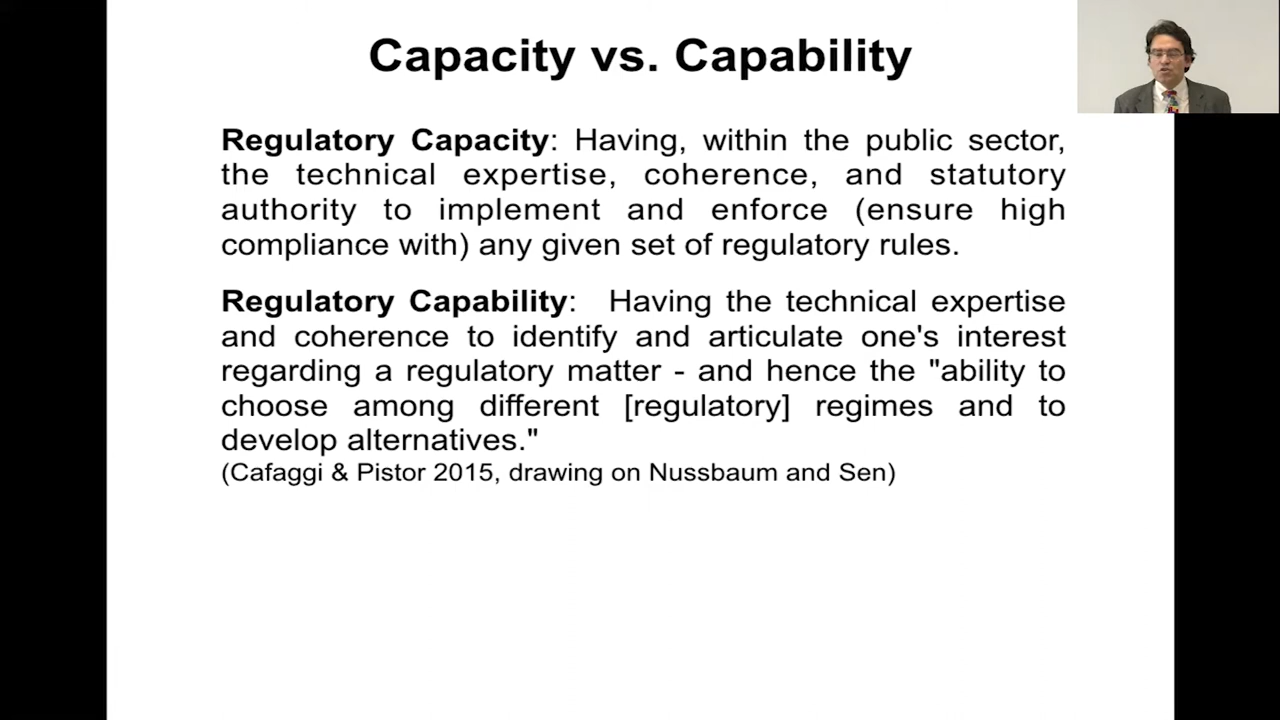 Capacity vs. Capability
Regulatory Capacity: Having, within the public sector,
the technical expertise, coherence, and statutory
authority to implement and enforce (ensure high
compliance with) any given set of regulatory rules.
Regulatory Capability: Having the technical expertise
and coherence to identify and articulate one's interest
regarding a regulatory matter - and hence the "ability to
choose among different [regulatory] regimes and to
develop alternatives."
(Cafaggi & Pistor 2015, drawing on Nussbaum and Sen)